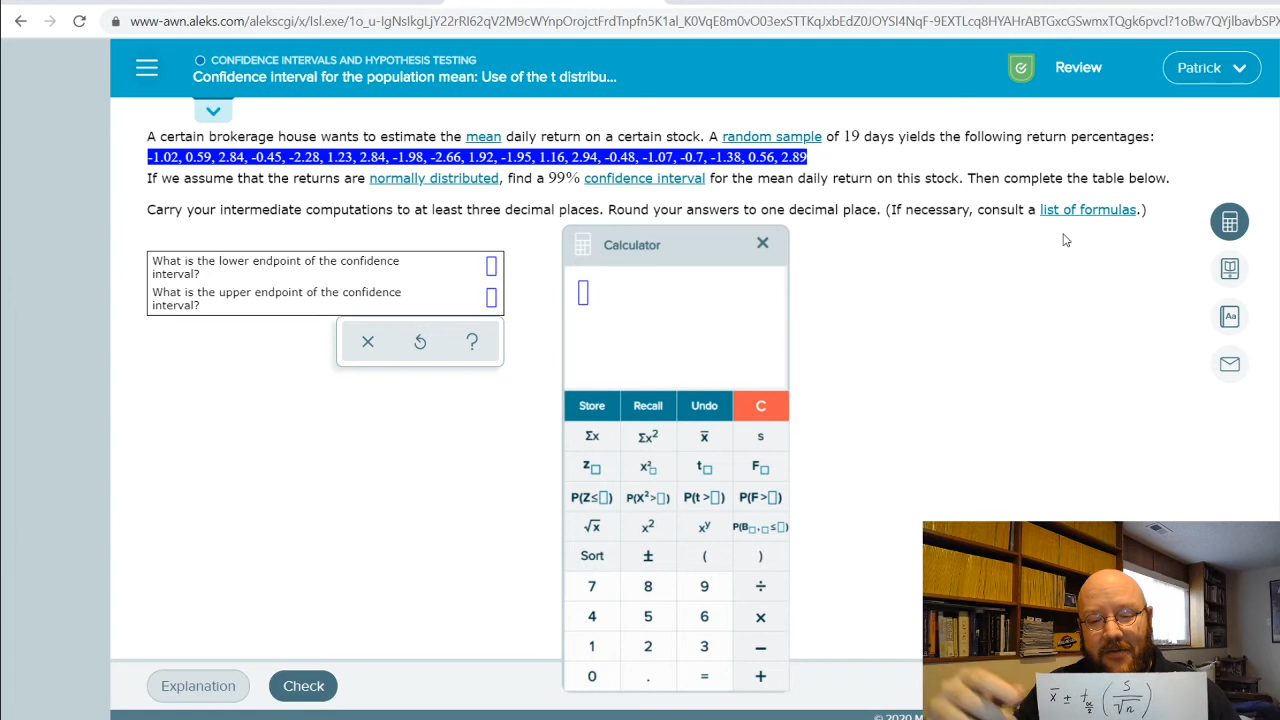 www-awn.aleks.com/alekscgi/x/Isl.exe/1o_u-
CONFIDENCE INTERVALS AND HYPOTHESIS TESTING
Confidence interval for the population mean: Use of the t distribu...
Review
Patrick
A certain brokerage house wants to estimate the mean daily return on a certain stock. A random sample of 19 days yields the following return percentages:
-1.02, 0.59, 2.84, -0.45, -2.28, 1.23, 2.84, -1.98, -2.66, 1.92, -1.95, 1.16, 2.94, -0.48, -1.07, -0.7, -1.38, 0.56, 2.89
If we assume that the returns are normally distributed, find a 99% confidence interval for the mean daily return on this stock. Then complete the table below.
Carry your intermediate computations to at least three decimal places. Round your answers to one decimal place. (If necessary, consult a list of formulas.)
What is the lower endpoint of the confidence
interval?
What is the upper endpoint of the confidence
interval?
× ?
Calculator ×
Store Recall Undo C
Σx Σx² x̄ s
z□ χ²□ t□ F□
P(Z≤□) P(X²>□) P(t >□) P(F >□)
√x x² xʸ P(B□,□ ≤□)
Sort ± ( )
7 8 9 ÷
4 5 6 ×
1 2 3 −
0 . = +
Aa
Explanation
Check
© 2020 M
x̄ ± t α/2 (s/√n)